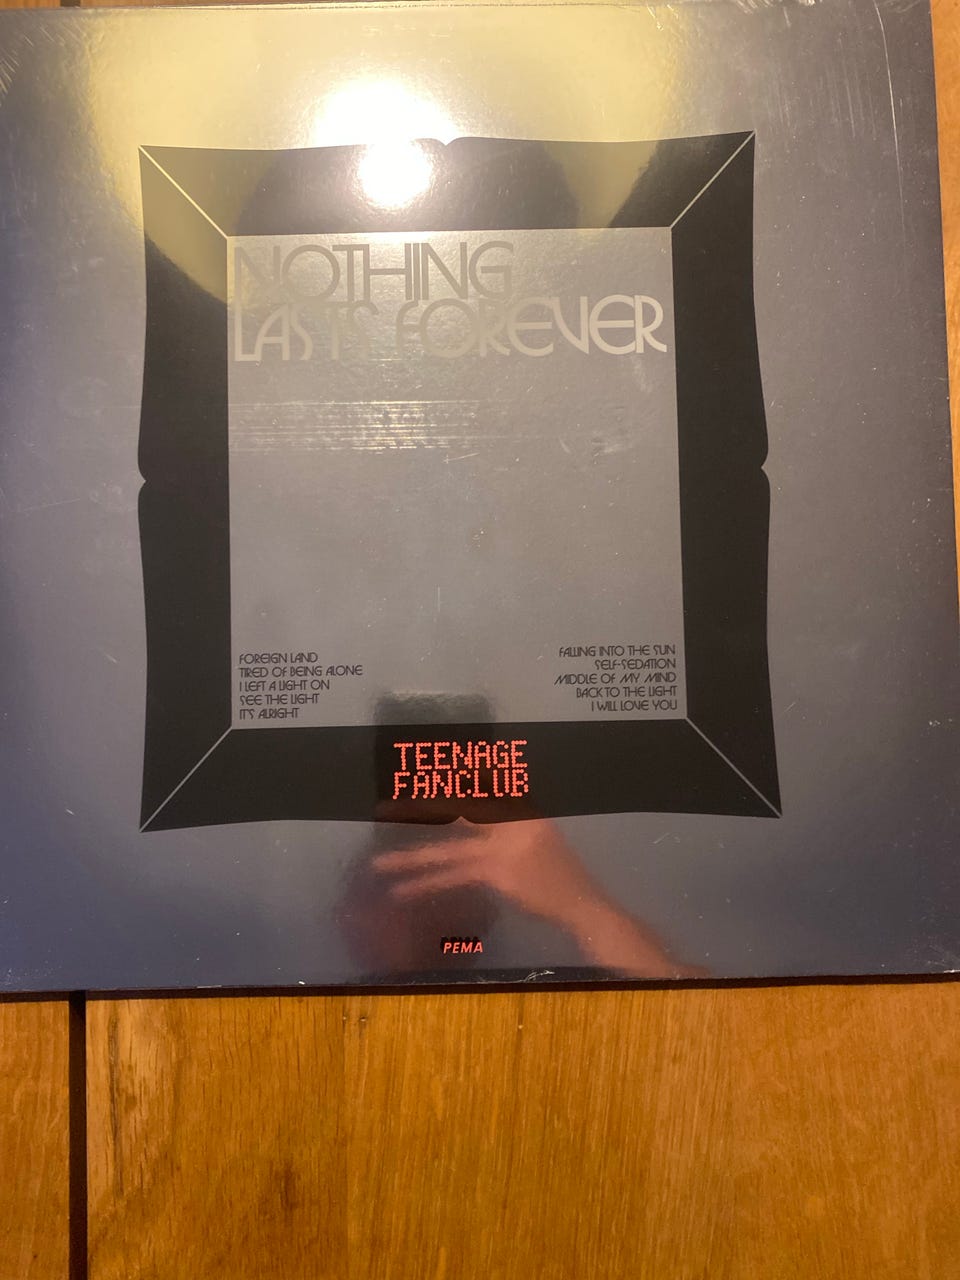 NOTHING
LASTS FOREVER
FOREIGN LAND
TIRED OF BEING ALONE
I LEFT A LIGHT ON
SEE THE LIGHT
IT'S ALRIGHT
FALLING INTO THE SUN
SELF-SEDATION
MIDDLE OF MY MIND
BACK TO THE LIGHT
I WILL LOVE YOU
TEENAGE
FANCLUB
PEMA